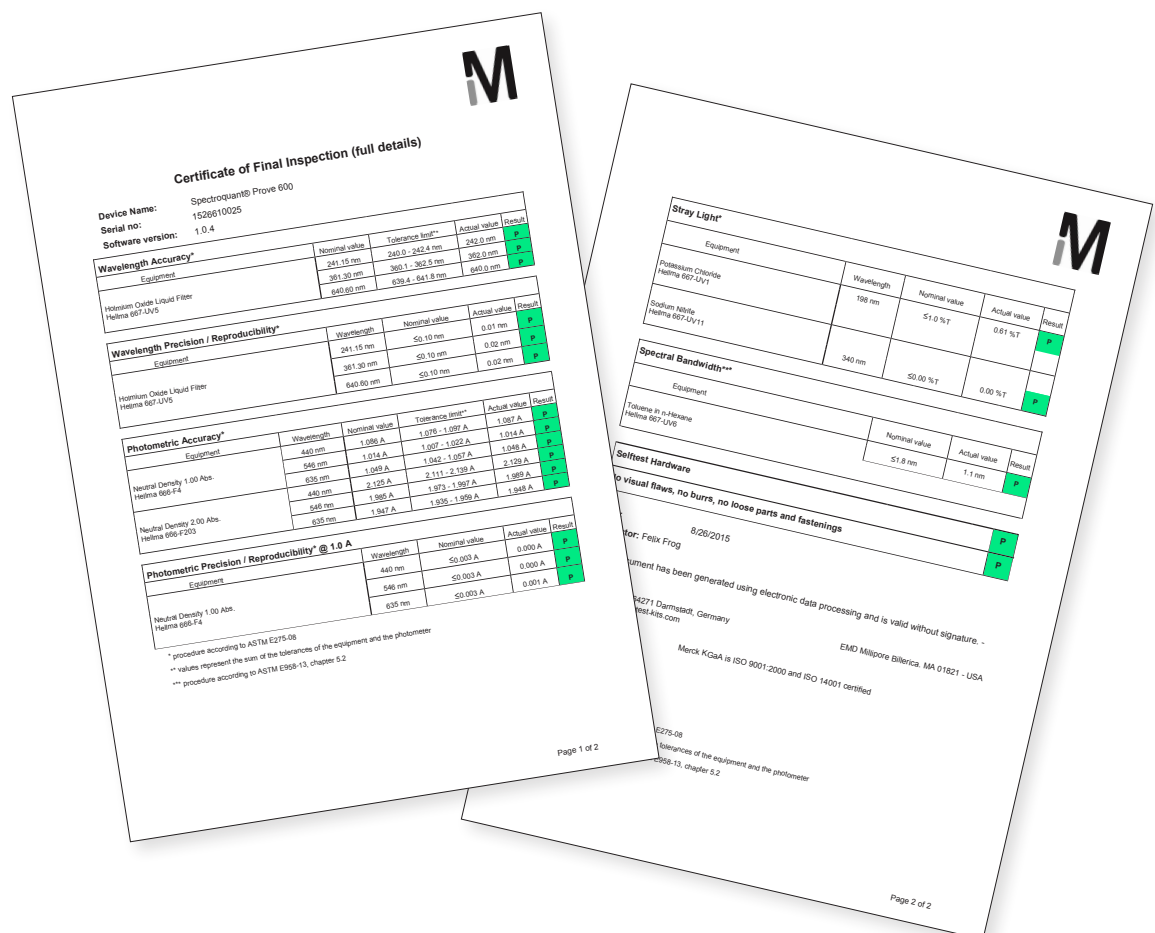 M
Certificate of Final Inspection (full details)
Device Name: Spectroquant® Prove 600
Serial no: 1526610025
Software version: 1.0.4
Wavelength Accuracy*
Equipment Nominal value Tolerance limit** Actual value Result
Holmium Oxide Liquid Filter
Hellma 667-UV5
241.15 nm 240.0 - 242.4 nm 242.0 nm P
361.30 nm 360.1 - 362.5 nm 362.0 nm P
640.60 nm 639.4 - 641.8 nm 640.0 nm P
Wavelength Precision / Reproducibility*
Equipment Wavelength Nominal value Actual value Result
Holmium Oxide Liquid Filter
Hellma 667-UV5
241.15 nm ≤0.10 nm 0.01 nm P
361.30 nm ≤0.10 nm 0.02 nm P
640.60 nm ≤0.10 nm 0.02 nm P
Photometric Accuracy*
Equipment Wavelength Nominal value Tolerance limit** Actual value Result
Neutral Density 1.00 Abs.
Hellma 666-F4
440 nm 1.086 A 1.076 - 1.097 A 1.087 A P
546 nm 1.014 A 1.007 - 1.022 A 1.014 A P
635 nm 1.049 A 1.042 - 1.057 A 1.048 A P
Neutral Density 2.00 Abs.
Hellma 666-F203
440 nm 2.125 A 2.111 - 2.139 A 2.129 A P
546 nm 1.985 A 1.973 - 1.997 A 1.989 A P
635 nm 1.947 A 1.935 - 1.959 A 1.948 A P
Photometric Precision / Reproducibility* @ 1.0 A
Equipment Wavelength Nominal value Actual value Result
Neutral Density 1.00 Abs.
Hellma 666-F4
440 nm ≤0.003 A 0.000 A P
546 nm ≤0.003 A 0.000 A P
635 nm ≤0.003 A 0.001 A P
* procedure according to ASTM E275-08
** values represent the sum of the tolerances of the equipment and the photometer
*** procedure according to ASTM E958-13, chapter 5.2
Page 1 of 2
M
Stray Light*
Equipment Wavelength Nominal value Actual value Result
Potassium Chloride
Hellma 667-UV1
198 nm ≤1.0 %T 0.61 %T P
Sodium Nitrite
Hellma 667-UV11
340 nm ≤0.00 %T 0.00 %T P
Spectral Bandwidth***
Equipment Nominal value Actual value Result
Toluene in n-Hexane
Hellma 667-UV6
≤1.8 nm 1.1 nm P
Selftest Hardware P
o visual flaws, no burrs, no loose parts and fastenings P
8/26/2015
tor: Felix Frog
ument has been generated using electronic data processing and is valid without signature. -
64271 Darmstadt, Germany
est-kits.com
EMD Millipore Billerica. MA 01821 - USA
Merck KGaA is ISO 9001:2000 and ISO 14001 certified
E275-08
tolerances of the equipment and the photometer
E958-13, chapter 5.2
Page 2 of 2